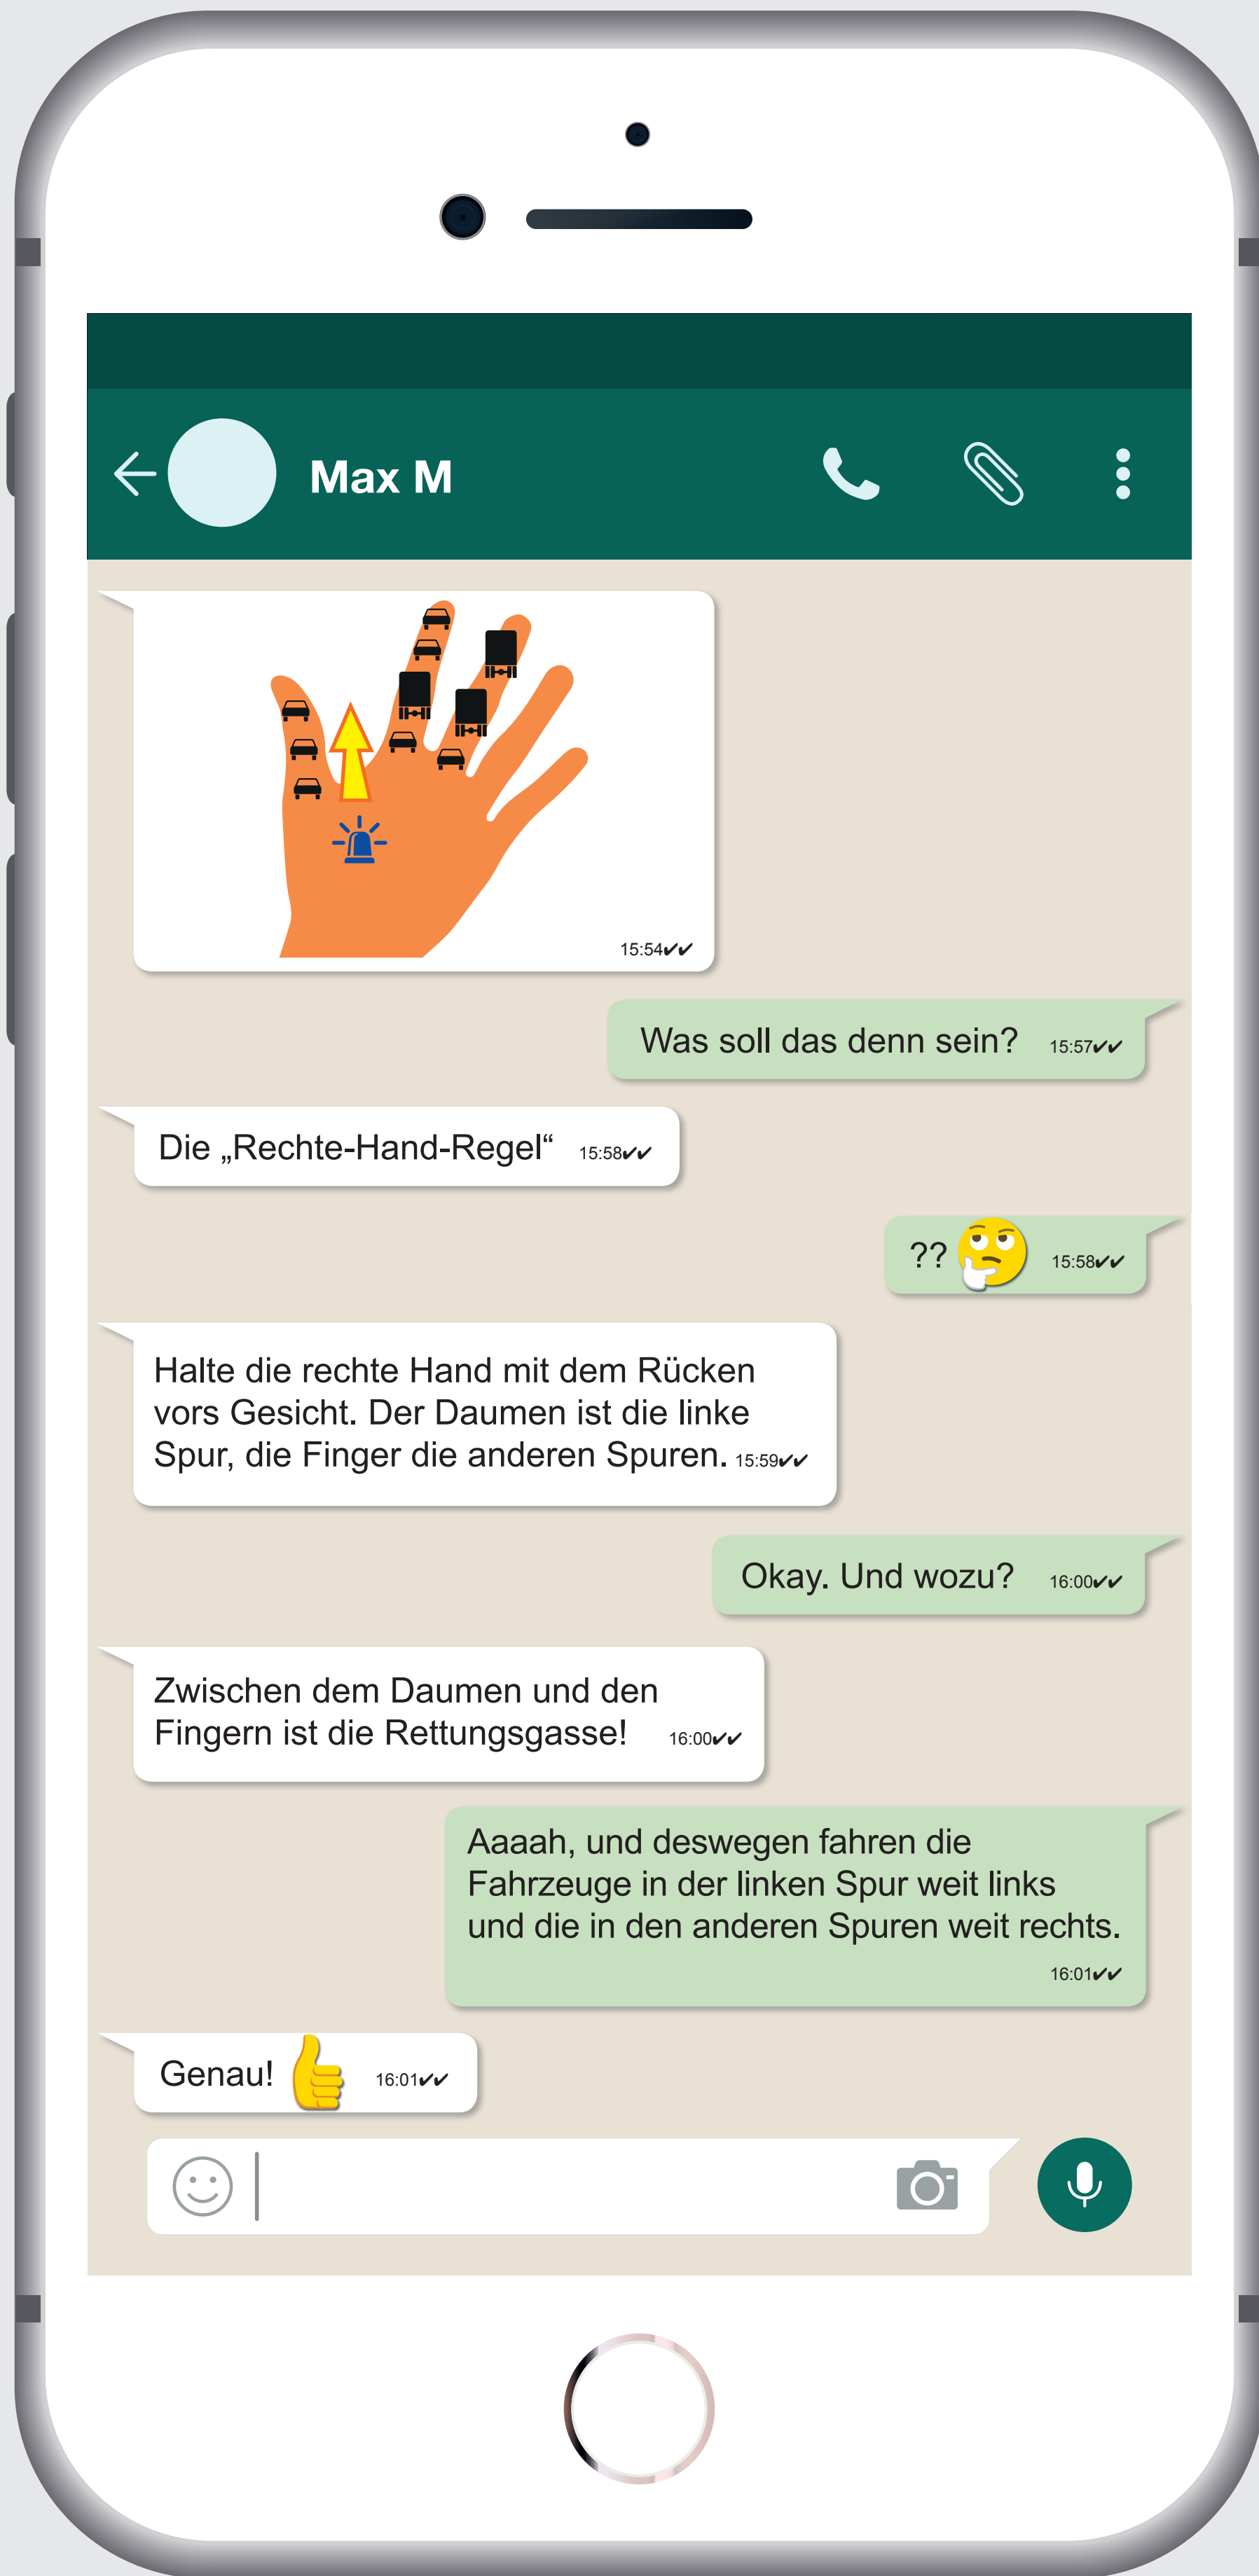 Max M
15:54✔✔
Was soll das denn sein? 15:57✔✔
Die „Rechte-Hand-Regel“ 15:58✔✔
?? 🤔 15:58✔✔
Halte die rechte Hand mit dem Rücken
vors Gesicht. Der Daumen ist die linke
Spur, die Finger die anderen Spuren. 15:59✔✔
Okay. Und wozu? 16:00✔✔
Zwischen dem Daumen und den
Fingern ist die Rettungsgasse! 16:00✔✔
Aaaah, und deswegen fahren die
Fahrzeuge in der linken Spur weit links
und die in den anderen Spuren weit rechts.
16:01✔✔
Genau! 👍 16:01✔✔